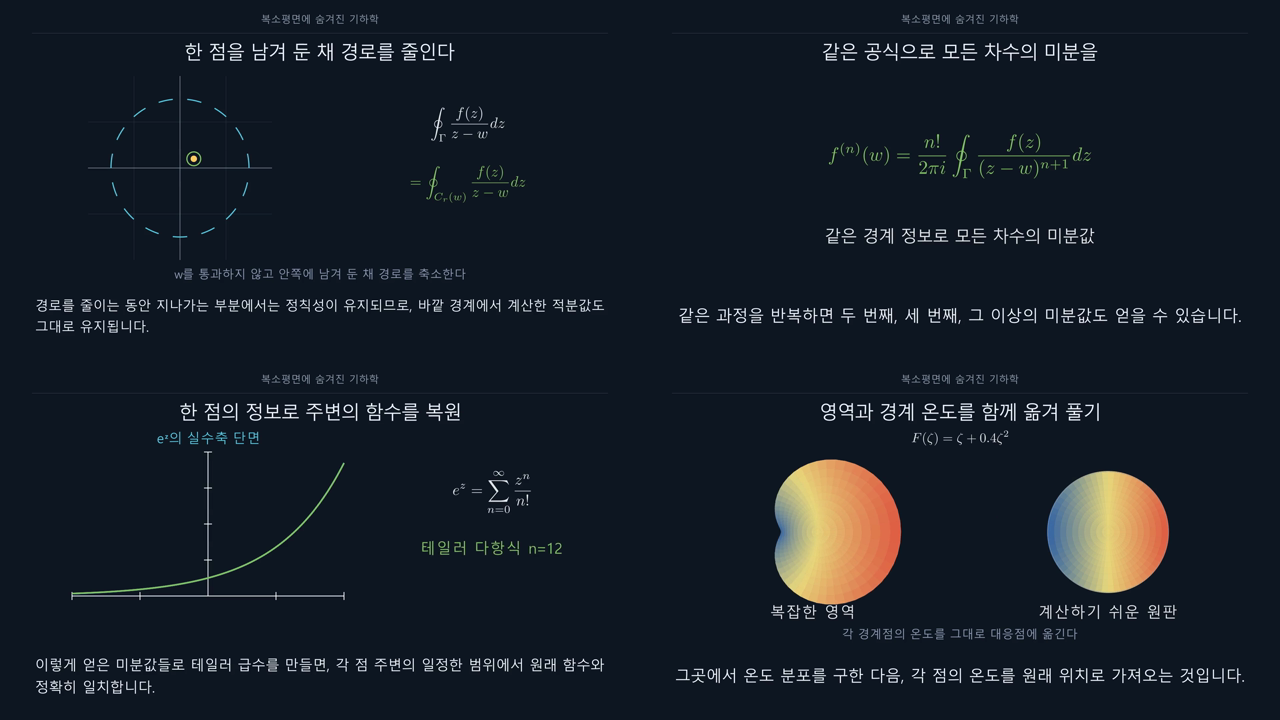 복소평면에 숨겨진 기하학
한 점을 남겨 둔 채 경로를 줄인다
∮_Γ f(z)/(z − w) dz
= ∮_{C_r(w)} f(z)/(z − w) dz
w를 통과하지 않고 안쪽에 남겨 둔 채 경로를 축소한다
경로를 줄이는 동안 지나가는 부분에서는 정칙성이 유지되므로, 바깥 경계에서 계산한 적분값도
그대로 유지됩니다.
복소평면에 숨겨진 기하학
같은 공식으로 모든 차수의 미분을
f^{(n)}(w) = n!/(2πi) ∮_Γ f(z)/(z − w)^{n+1} dz
같은 경계 정보로 모든 차수의 미분값
같은 과정을 반복하면 두 번째, 세 번째, 그 이상의 미분값도 얻을 수 있습니다.
복소평면에 숨겨진 기하학
한 점의 정보로 주변의 함수를 복원
eᶻ의 실수축 단면
e^z = ∑_{n=0}^{∞} z^n/n!
테일러 다항식 n=12
이렇게 얻은 미분값들로 테일러 급수를 만들면, 각 점 주변의 일정한 범위에서 원래 함수와
정확히 일치합니다.
복소평면에 숨겨진 기하학
영역과 경계 온도를 함께 옮겨 풀기
F(ζ) = ζ + 0.4ζ²
복잡한 영역
계산하기 쉬운 원판
각 경계점의 온도를 그대로 대응점에 옮긴다
그곳에서 온도 분포를 구한 다음, 각 점의 온도를 원래 위치로 가져오는 것입니다.